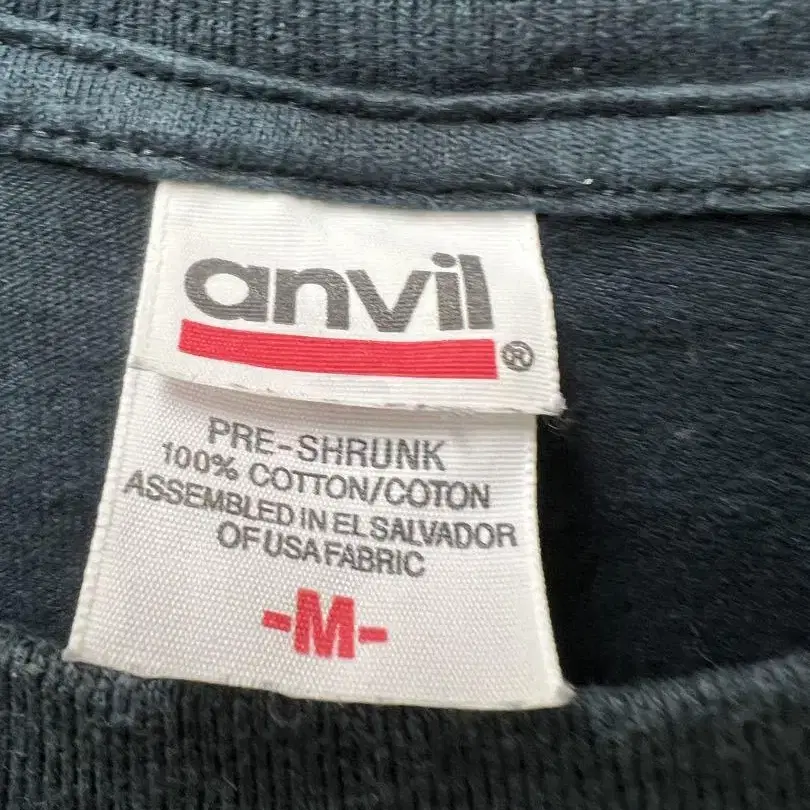 anvil®
PRE-SHRUNK
100% COTTON/COTON
ASSEMBLED IN EL SALVADOR
OF USA FABRIC
-M-